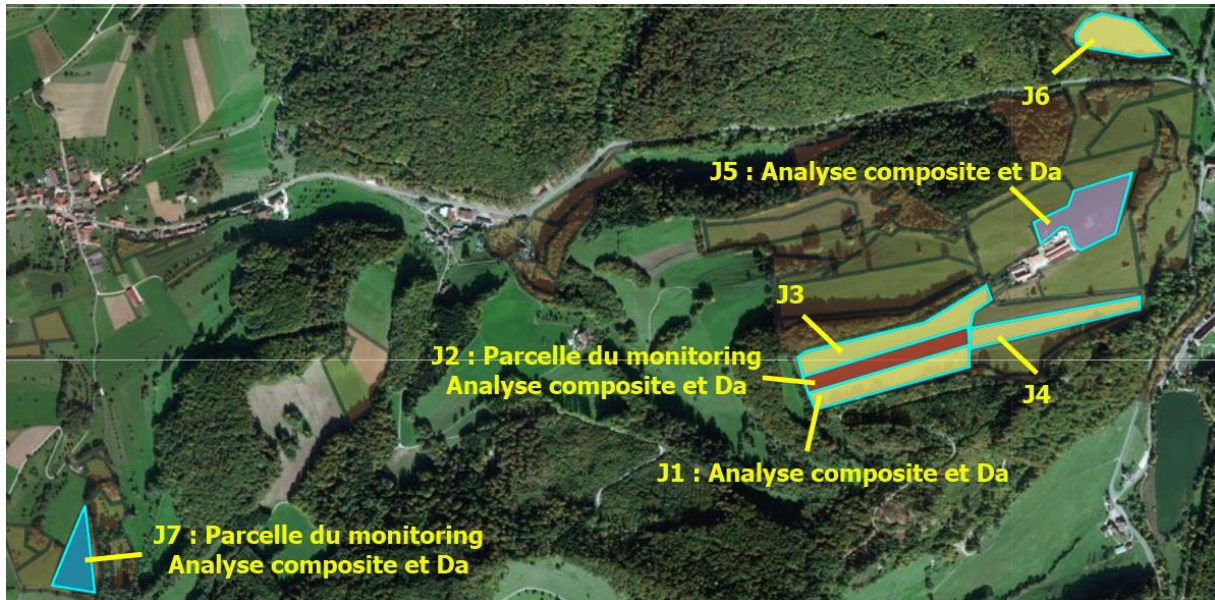 J6
J5 : Analyse composite et Da
J3
J2 : Parcelle du monitoring
Analyse composite et Da
J4
J1 : Analyse composite et Da
J7 : Parcelle du monitoring
Analyse composite et Da